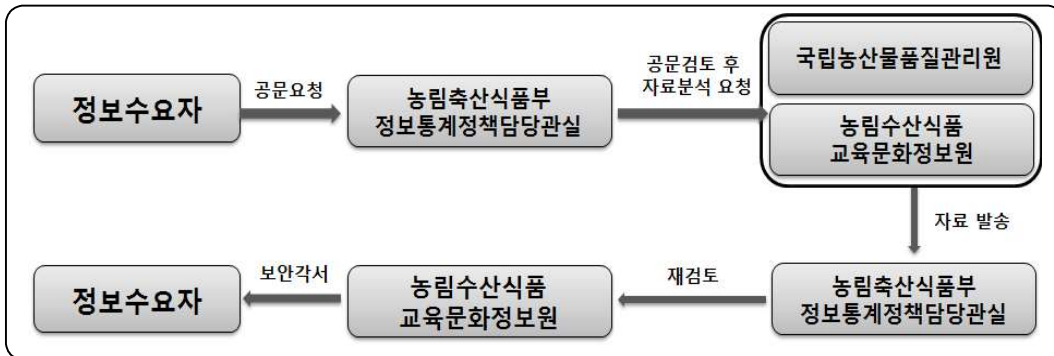 정보수요자
공문요청
농림축산식품부
정보통계정책담당관실
공문검토 후
자료분석 요청
국립농산물품질관리원
농림수산식품
교육문화정보원
자료 발송
농림축산식품부
정보통계정책담당관실
재검토
농림수산식품
교육문화정보원
보안각서
정보수요자